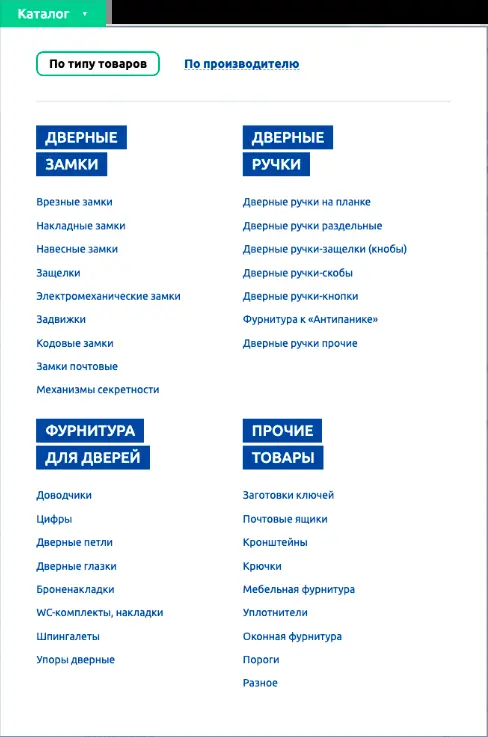 Каталог
По типу товаров
По производителю
ДВЕРНЫЕ
ЗАМКИ
Врезные замки
Накладные замки
Навесные замки
Защелки
Электромеханические замки
Задвижки
Кодовые замки
Замки почтовые
Механизмы секретности
ДВЕРНЫЕ
РУЧКИ
Дверные ручки на планке
Дверные ручки раздельные
Дверные ручки-защелки (кнобы)
Дверные ручки-скобы
Дверные ручки-кнопки
Фурнитура к «Антипанике»
Дверные ручки прочие
ФУРНИТУРА
ДЛЯ ДВЕРЕЙ
Доводчики
Цифры
Дверные петли
Дверные глазки
Броненакладки
WC-комплекты, накладки
Шпингалеты
Упоры дверные
ПРОЧИЕ
ТОВАРЫ
Заготовки ключей
Почтовые ящики
Кронштейны
Крючки
Мебельная фурнитура
Уплотнители
Оконная фурнитура
Пороги
Разное